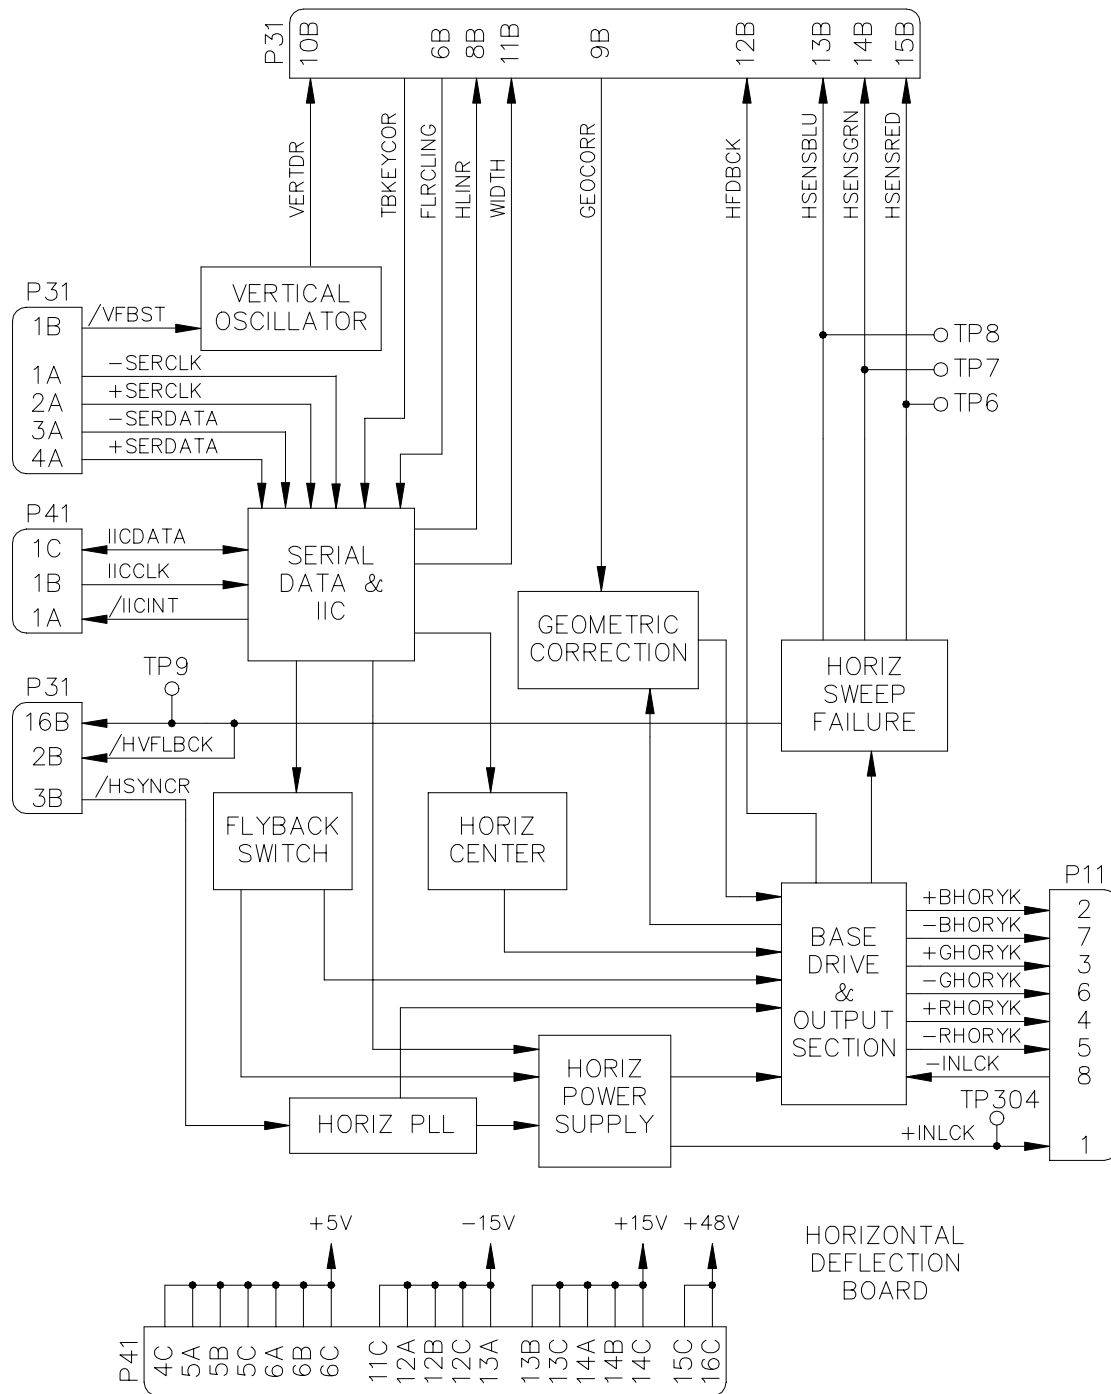 P31
10B
6B
8B
11B
9B
12B
13B
14B
15B
VERTDR
TBKEYCOR
FLRCLING
HLINR
WIDTH
GEOCORR
HFDBCK
HSENSBLU
HSENSGRN
HSENSRED
P31
1B
/VFBST
VERTICAL
OSCILLATOR
1A
-SERCLK
2A
+SERCLK
3A
-SERDATA
4A
+SERDATA
TP8
TP7
TP6
P41
1C
IICDATA
1B
IICCLK
1A
/IICINT
SERIAL
DATA &
IIC
GEOMETRIC
CORRECTION
HORIZ
SWEEP
FAILURE
TP9
P31
16B
2B
/HVFLBCK
3B
/HSYNCR
FLYBACK
SWITCH
HORIZ
CENTER
BASE
DRIVE
&
OUTPUT
SECTION
P11
+BHORYK
2
-BHORYK
7
+GHORYK
3
-GHORYK
6
+RHORYK
4
-RHORYK
5
-INLCK
8
TP304
+INLCK
1
HORIZ PLL
HORIZ
POWER
SUPPLY
+5V
-15V
+15V
+48V
HORIZONTAL
DEFLECTION
BOARD
P41
4C
5A
5B
5C
6A
6B
6C
11C
12A
12B
12C
13A
13B
13C
14A
14B
14C
15C
16C